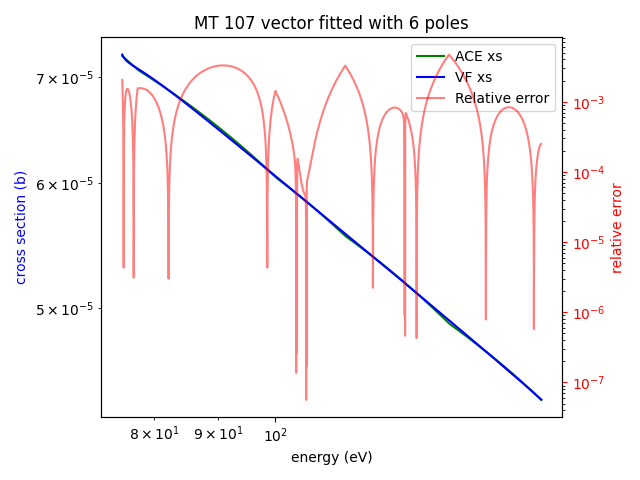 MT 107 vector fitted with 6 poles
ACE xs
VF xs
Relative error
cross section (b)
7 × 10⁻⁵
6 × 10⁻⁵
5 × 10⁻⁵
10⁻³
10⁻⁴
10⁻⁵
10⁻⁶
10⁻⁷
relative error
8 × 10¹ 9 × 10¹ 10²
energy (eV)